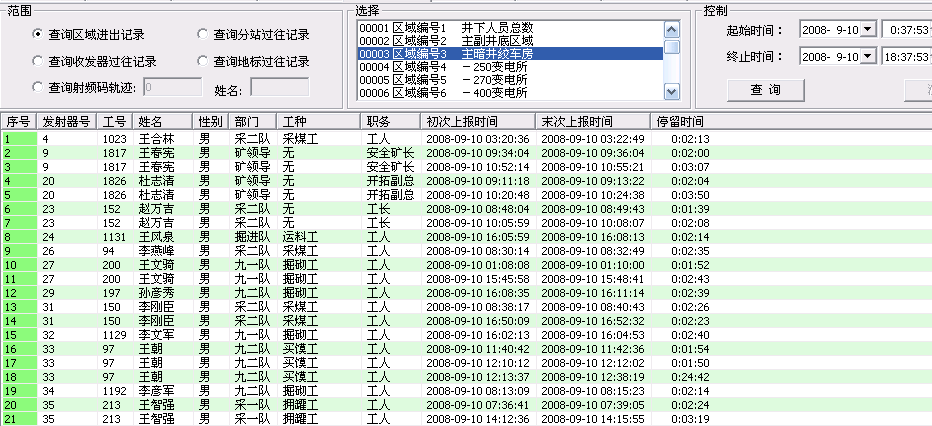 范围
查询区域进出记录
查询分站过往记录
查询收发器过往记录
查询地标过往记录
查询射频码轨迹: 0
姓名:
选择
00001 区域编号1 井下人员总数
00002 区域编号2 主副井底区域
00003 区域编号3 主暗井绞车房
00004 区域编号4 －250变电所
00005 区域编号5 －270变电所
00006 区域编号6 －400变电所
控制
起始时间： 2008- 9-10 0:37:53
终止时间： 2008- 9-10 18:37:53
查 询
序号 发射器号 工号 姓名 性别 部门 工种 职务 初次上报时间 末次上报时间 停留时间
1 4 1023 王合林 男 采二队 采煤工 工人 2008-09-10 03:20:36 2008-09-10 03:22:49 0:02:13
2 9 1817 王春宪 男 矿领导 无 安全矿长 2008-09-10 09:34:04 2008-09-10 09:36:04 0:02:00
3 9 1817 王春宪 男 矿领导 无 安全矿长 2008-09-10 10:52:14 2008-09-10 10:55:21 0:03:07
4 20 1826 杜志清 男 矿领导 无 开拓副总 2008-09-10 09:11:18 2008-09-10 09:13:22 0:02:04
5 20 1826 杜志清 男 矿领导 无 开拓副总 2008-09-10 10:20:48 2008-09-10 10:24:38 0:03:50
6 23 152 赵万吉 男 采二队 无 工长 2008-09-10 08:48:04 2008-09-10 08:49:43 0:01:39
7 23 152 赵万吉 男 采二队 无 工长 2008-09-10 10:05:59 2008-09-10 10:08:07 0:02:08
8 24 1131 王风泉 男 掘进队 运料工 工人 2008-09-10 16:05:59 2008-09-10 16:08:13 0:02:14
9 26 94 李燕峰 男 采二队 采煤工 工人 2008-09-10 08:30:14 2008-09-10 08:32:49 0:02:35
10 27 200 王文骑 男 九一队 掘砌工 工人 2008-09-10 01:08:08 2008-09-10 01:10:00 0:01:52
11 27 200 王文骑 男 九一队 掘砌工 工人 2008-09-10 15:45:58 2008-09-10 15:48:41 0:02:43
12 29 197 孙彦秀 男 九二队 掘砌工 工人 2008-09-10 16:08:35 2008-09-10 16:11:14 0:02:39
13 31 150 李刚臣 男 采二队 采煤工 工人 2008-09-10 08:38:17 2008-09-10 08:40:43 0:02:26
14 31 150 李刚臣 男 采二队 采煤工 工人 2008-09-10 16:50:09 2008-09-10 16:52:32 0:02:23
15 32 1129 李文军 男 九一队 掘砌工 工人 2008-09-10 16:02:13 2008-09-10 16:04:53 0:02:40
16 33 97 王朝 男 九二队 买馍工 工人 2008-09-10 11:40:42 2008-09-10 11:42:36 0:01:54
17 33 97 王朝 男 九二队 买馍工 工人 2008-09-10 12:10:12 2008-09-10 12:12:02 0:01:50
18 33 97 王朝 男 九二队 买馍工 工人 2008-09-10 12:13:37 2008-09-10 12:38:19 0:24:42
19 34 1192 李彦军 男 九二队 掘砌工 工人 2008-09-10 08:13:09 2008-09-10 08:15:23 0:02:14
20 35 213 王智强 男 采一队 拥罐工 工人 2008-09-10 07:36:41 2008-09-10 07:39:05 0:02:24
21 35 213 王智强 男 采一队 拥罐工 工人 2008-09-10 14:12:36 2008-09-10 14:15:55 0:03:19